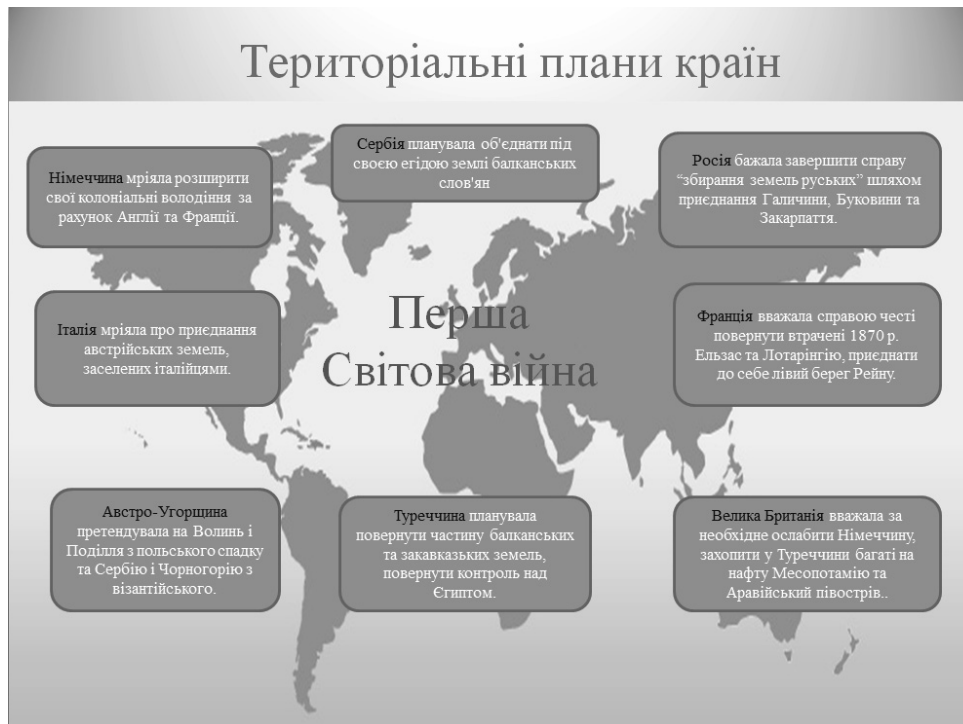 Територіальні плани країн
Сербія планувала об'єднати під
своєю егідою землі балканських
слов'ян
Німеччина мріяла розширити
свої колоніальні володіння за
рахунок Англії та Франції.
Росія бажала завершити справу
“збирання земель руських” шляхом
приєднання Галичини, Буковини та
Закарпаття.
Перша
Світова війна
Італія мріяла про приєднання
австрійських земель,
заселених італійцями.
Франція вважала справою честі
повернути втрачені 1870 р.
Ельзас та Лотарінгію, приєднати
до себе лівий берег Рейну.
Австро-Угорщина
претендувала на Волинь і
Поділля з польського спадку
та Сербію і Чорногорію з
візантійського.
Туреччина планувала
повернути частину балканських
та закавказьких земель,
повернути контроль над
Єгиптом.
Велика Британія вважала за
необхідне ослабити Німеччину,
захопити у Туреччини багаті на
нафту Месопотамію та
Аравійський півострів..